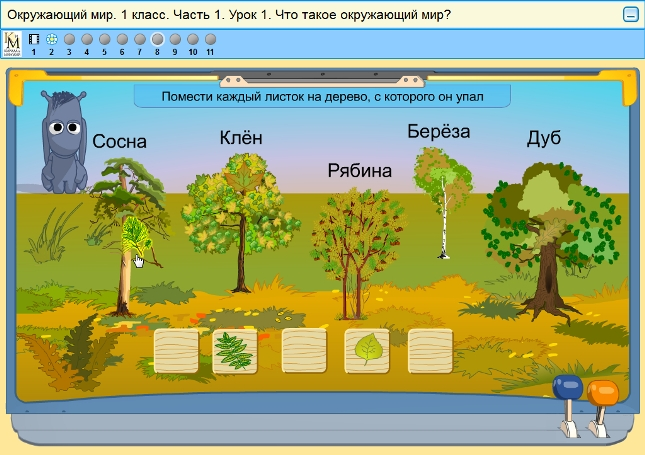 Окружающий мир. 1 класс. Часть 1. Урок 1. Что такое окружающий мир?
КМ
1 2 3 4 5 6 7 8 9 10 11
Помести каждый листок на дерево, с которого он упал
Сосна
Клён
Рябина
Берёза
Дуб